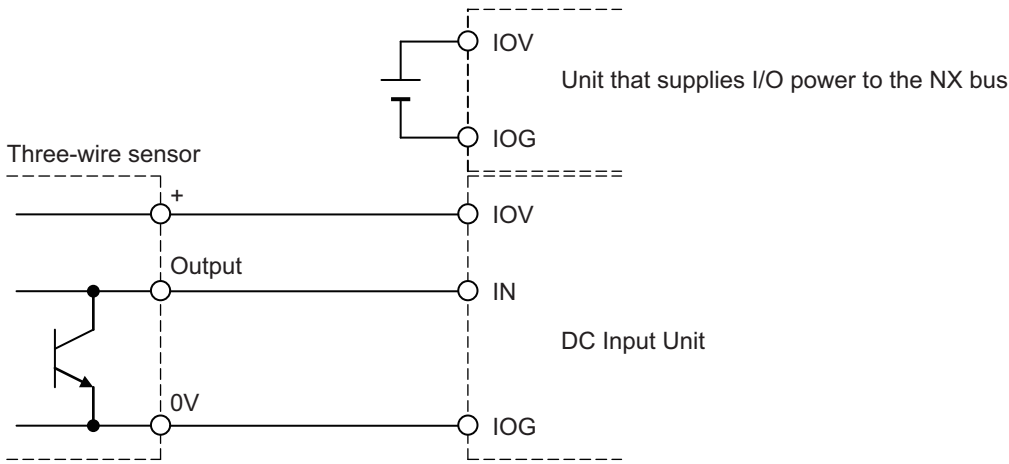 IOV
Unit that supplies I/O power to the NX bus
IOG
Three-wire sensor
+
IOV
Output
IN
DC Input Unit
0V
IOG